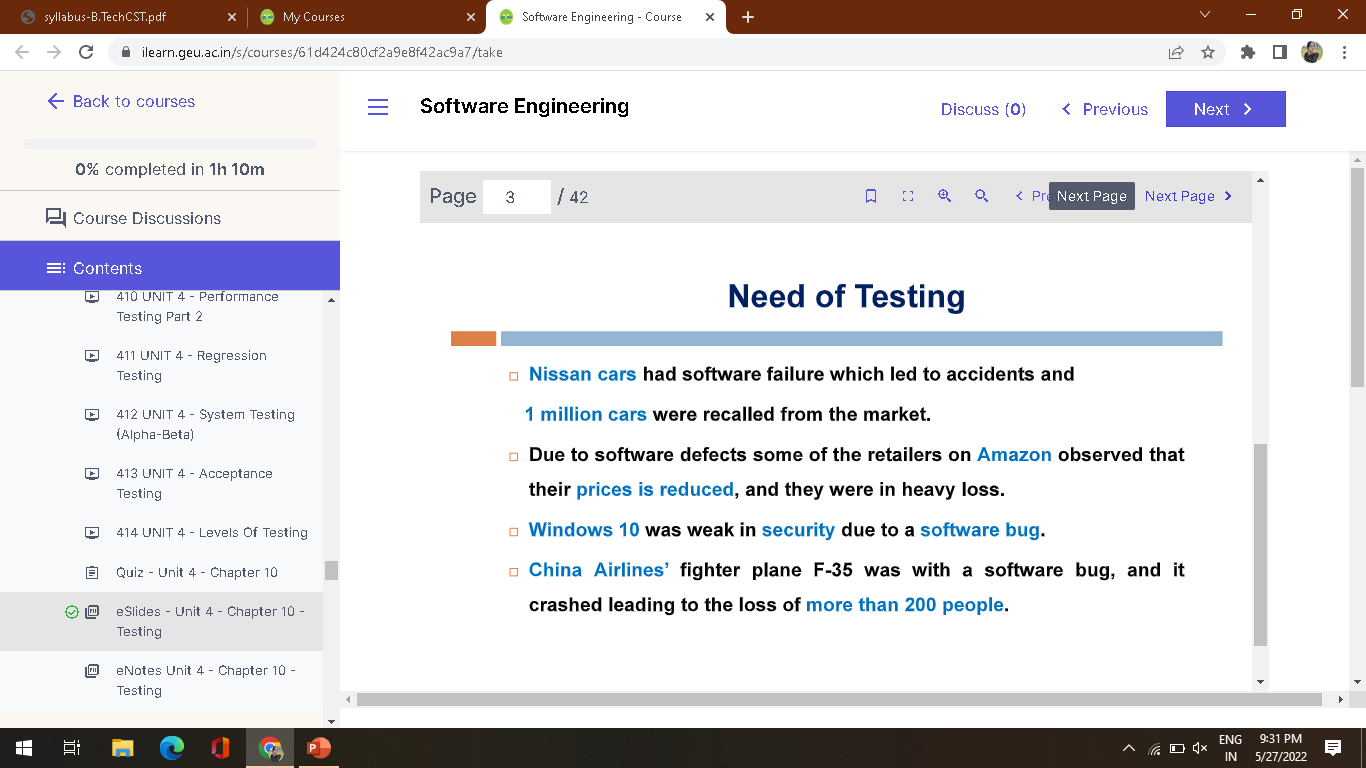 syllabus-B.TechCST.pdf
My Courses
Software Engineering - Course
ilearn.geu.ac.in/s/courses/61d424c80cf2a9e8f42ac9a7/take
Back to courses
0% completed in 1h 10m
Course Discussions
Contents
410 UNIT 4 - Performance
Testing Part 2
411 UNIT 4 - Regression
Testing
412 UNIT 4 - System Testing
(Alpha-Beta)
413 UNIT 4 - Acceptance
Testing
414 UNIT 4 - Levels Of Testing
Quiz - Unit 4 - Chapter 10
eSlides - Unit 4 - Chapter 10 -
Testing
eNotes Unit 4 - Chapter 10 -
Testing
Software Engineering
Discuss (0)
Previous
Next
Page 3 / 42
Pre
Next Page
Next Page
Need of Testing
Nissan cars had software failure which led to accidents and
1 million cars were recalled from the market.
Due to software defects some of the retailers on Amazon observed that
their prices is reduced, and they were in heavy loss.
Windows 10 was weak in security due to a software bug.
China Airlines’ fighter plane F-35 was with a software bug, and it
crashed leading to the loss of more than 200 people.
ENG
IN
9:31 PM
5/27/2022